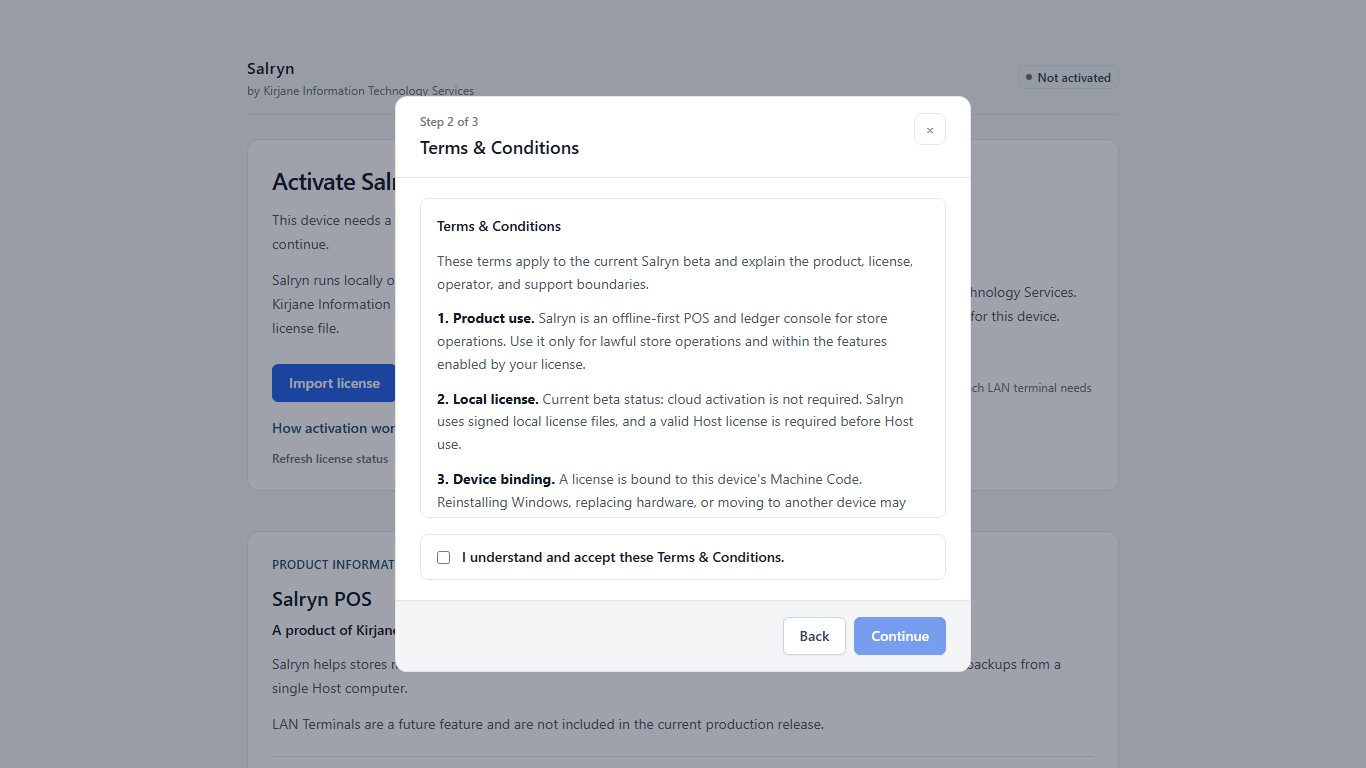 Salryn
by Kirjane Information Technology Services
Not activated
Step 2 of 3
Terms & Conditions
×
Activate
This device needs a
continue.
Salryn runs locally
Kirjane Information
license file.
hnology Services.
for this device.
Import license
ch LAN terminal needs
How activation
Refresh license status
Terms & Conditions
These terms apply to the current Salryn beta and explain the product, license,
operator, and support boundaries.
1. Product use. Salryn is an offline-first POS and ledger console for store
operations. Use it only for lawful store operations and within the features
enabled by your license.
2. Local license. Current beta status: cloud activation is not required. Salryn
uses signed local license files, and a valid Host license is required before Host
use.
3. Device binding. A license is bound to this device's Machine Code.
Reinstalling Windows, replacing hardware, or moving to another device may
I understand and accept these Terms & Conditions.
Back
Continue
PRODUCT INFORMAT
Salryn POS
A product of Kirjane
Salryn helps stores
backups from a
single Host computer.
LAN Terminals are a future feature and are not included in the current production release.